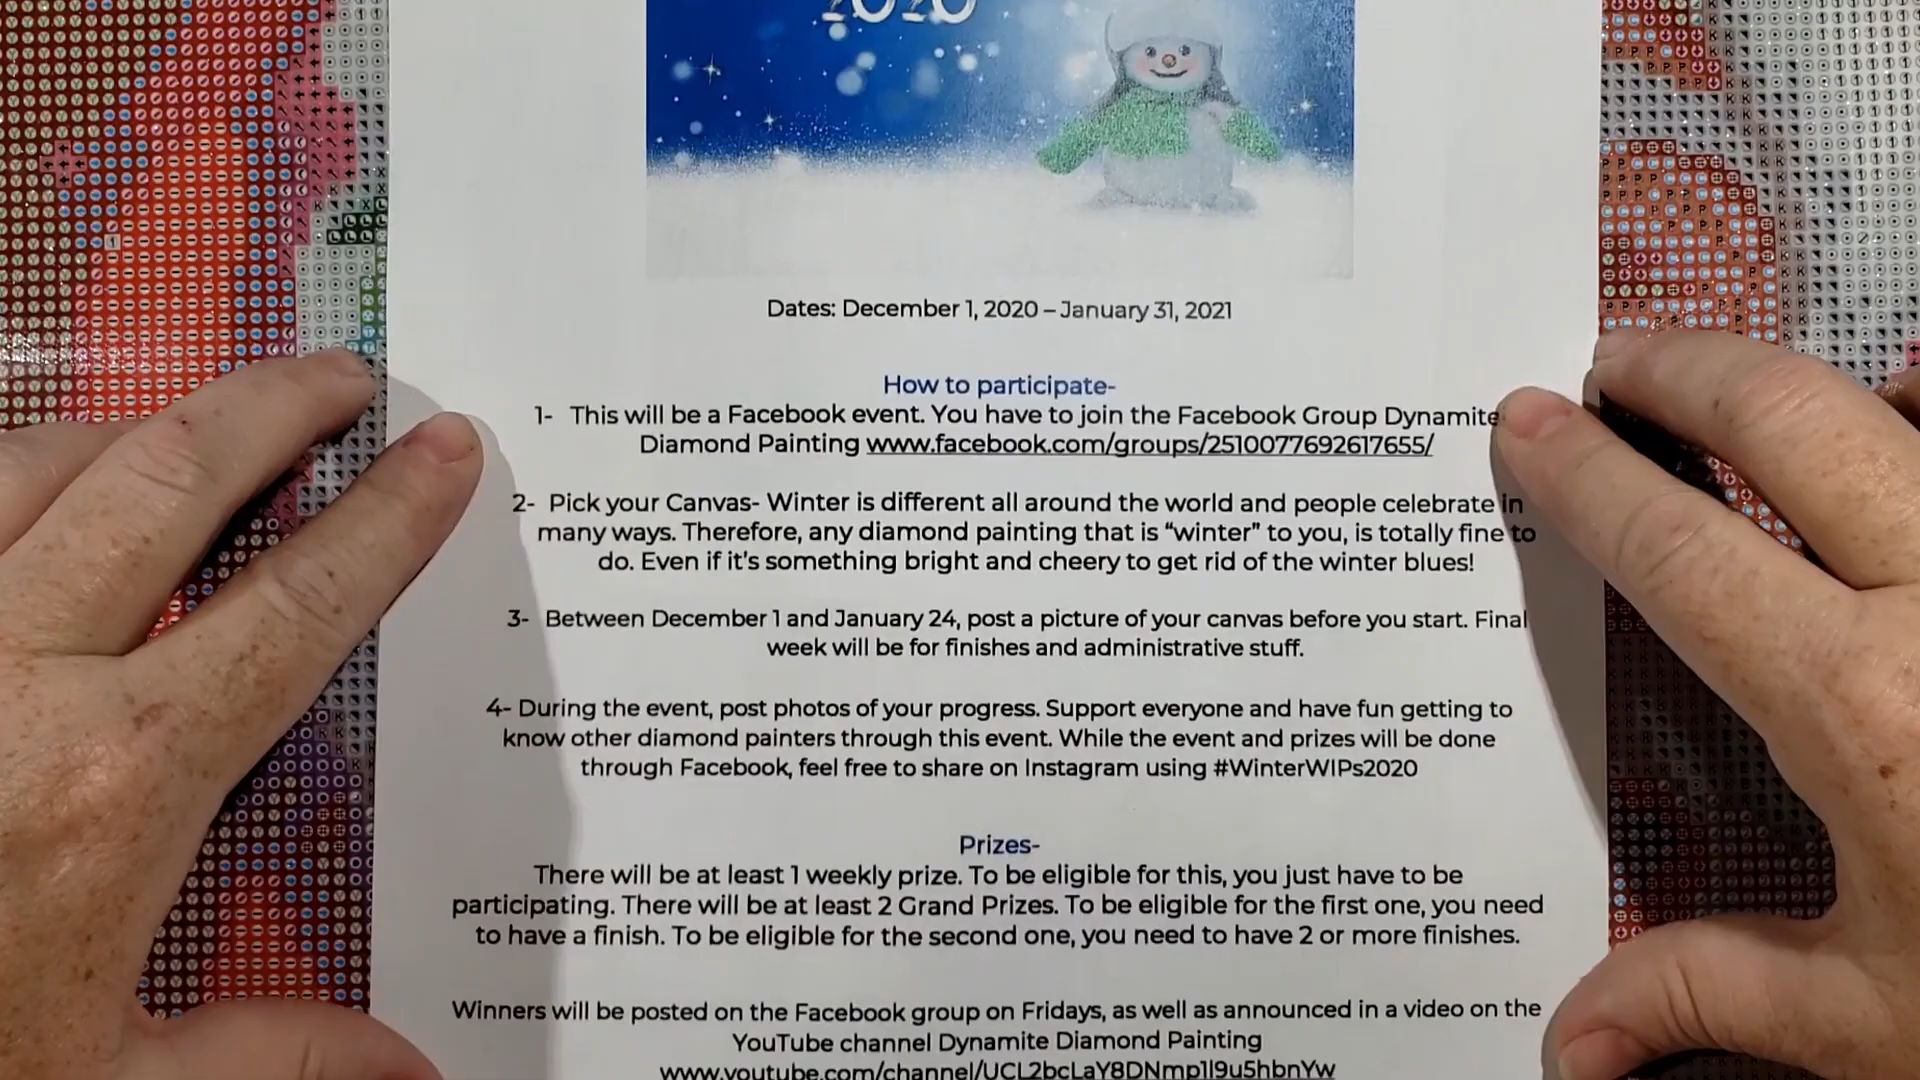 2020
Dates: December 1, 2020 – January 31, 2021
How to participate-
1- This will be a Facebook event. You have to join the Facebook Group Dynamite
Diamond Painting www.facebook.com/groups/2510077692617655/
2- Pick your Canvas- Winter is different all around the world and people celebrate in
many ways. Therefore, any diamond painting that is “winter” to you, is totally fine to
do. Even if it’s something bright and cheery to get rid of the winter blues!
3- Between December 1 and January 24, post a picture of your canvas before you start. Final
week will be for finishes and administrative stuff.
4- During the event, post photos of your progress. Support everyone and have fun getting to
know other diamond painters through this event. While the event and prizes will be done
through Facebook, feel free to share on Instagram using #WinterWIPs2020
Prizes-
There will be at least 1 weekly prize. To be eligible for this, you just have to be
participating. There will be at least 2 Grand Prizes. To be eligible for the first one, you need
to have a finish. To be eligible for the second one, you need to have 2 or more finishes.
Winners will be posted on the Facebook group on Fridays, as well as announced in a video on the
YouTube channel Dynamite Diamond Painting